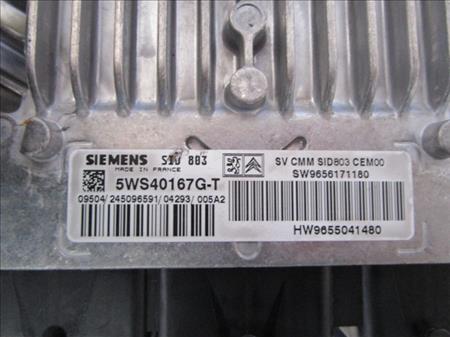 SIEMENS SID 803
MADE IN FRANCE
5WS40167G-T
09504/245096591/04293/005A2
SV CMM SID803 CEM00
SW9656171180
HW9655041480